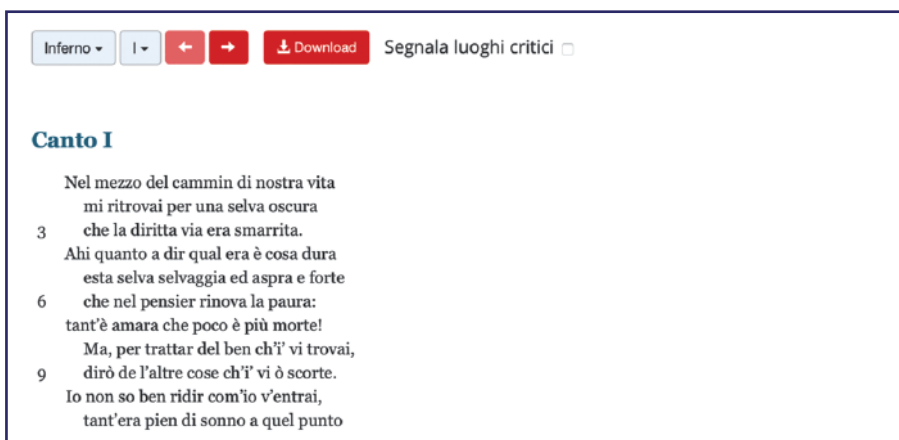 Inferno I Download Segnala luoghi critici
Canto I
Nel mezzo del cammin di nostra vita
mi ritrovai per una selva oscura
3 che la diritta via era smarrita.
Ahi quanto a dir qual era è cosa dura
esta selva selvaggia ed aspra e forte
6 che nel pensier rinova la paura:
tant'è amara che poco è più morte!
Ma, per trattar del ben ch'i' vi trovai,
9 dirò de l'altre cose ch'i' vi ò scorte.
Io non so ben ridir com'io v'entrai,
tant'era pien di sonno a quel punto